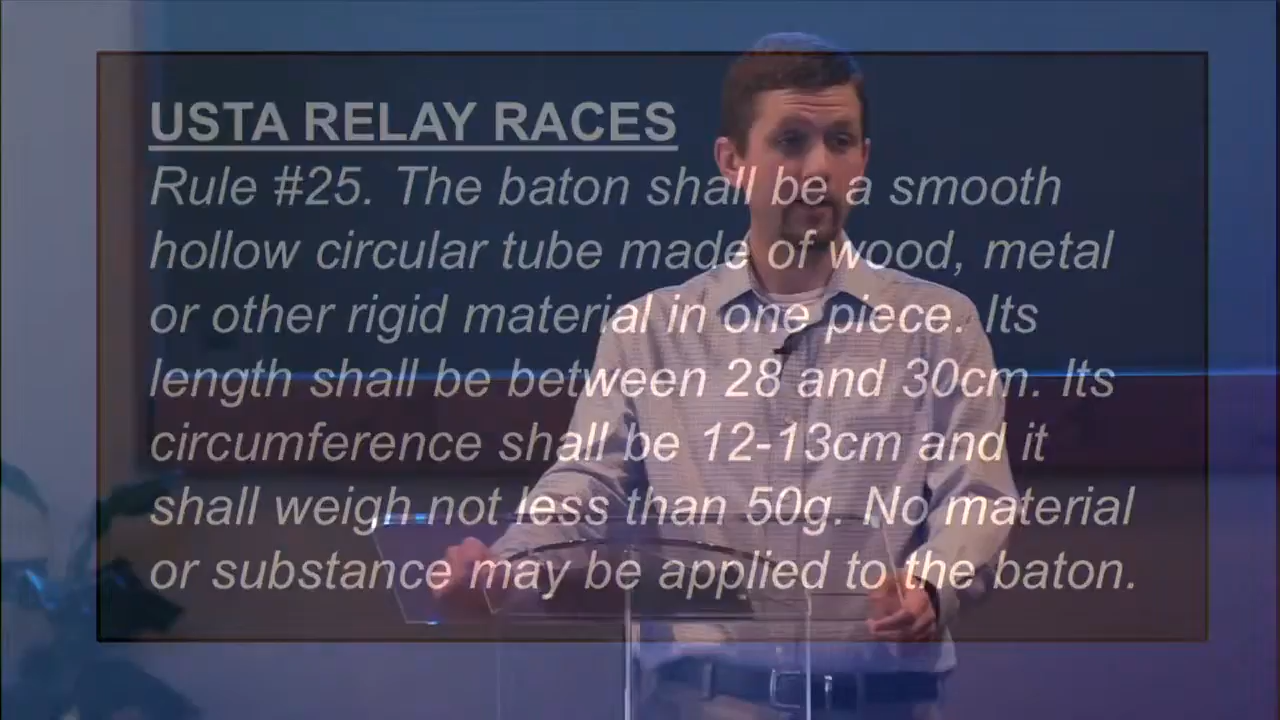 USTA RELAY RACES
Rule #25. The baton shall be a smooth
hollow circular tube made of wood, metal
or other rigid material in one piece. Its
length shall be between 28 and 30cm. Its
circumference shall be 12-13cm and it
shall weigh not less than 50g. No material
or substance may be applied to the baton.